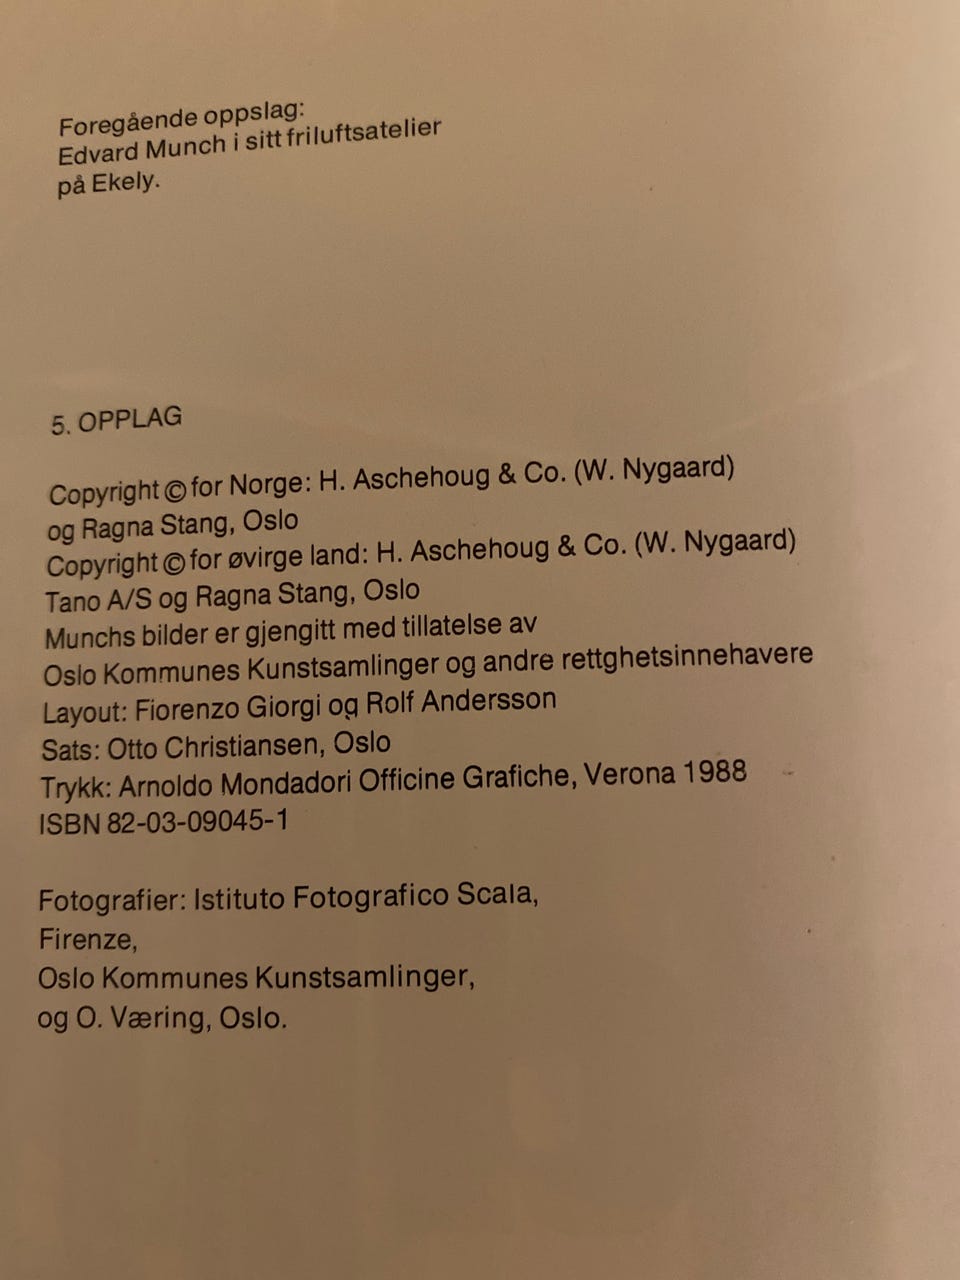 Foregående oppslag:
Edvard Munch i sitt friluftsatelier
på Ekely.
5. OPPLAG
Copyright © for Norge: H. Aschehoug & Co. (W. Nygaard)
og Ragna Stang, Oslo
Copyright © for øvirge land: H. Aschehoug & Co. (W. Nygaard)
Tano A/S og Ragna Stang, Oslo
Munchs bilder er gjengitt med tillatelse av
Oslo Kommunes Kunstsamlinger og andre rettghetsinnehavere
Layout: Fiorenzo Giorgi og Rolf Andersson
Sats: Otto Christiansen, Oslo
Trykk: Arnoldo Mondadori Officine Grafiche, Verona 1988
ISBN 82-03-09045-1
Fotografier: Istituto Fotografico Scala,
Firenze,
Oslo Kommunes Kunstsamlinger,
og O. Væring, Oslo.